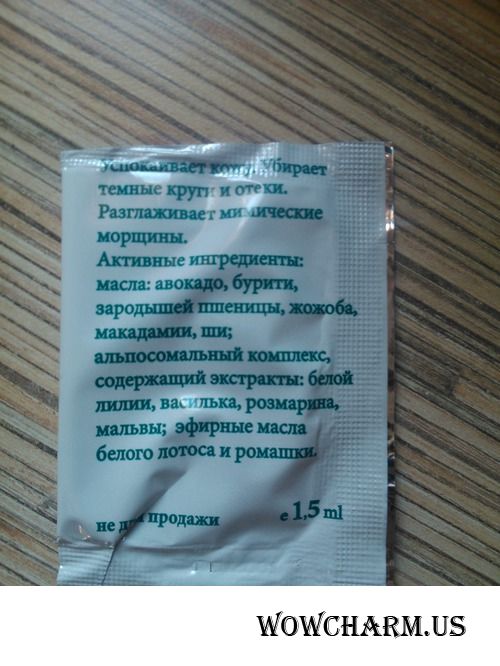 Успокаивает кожу. Убирает
темные круги и отеки.
Разглаживает мимические
морщины.
Активные ингредиенты:
масла: авокадо, бурити,
зародышей пшеницы, жожоба,
макадамии, ши;
альпосомальный комплекс,
содержащий экстракты: белой
лилии, василька, розмарина,
мальвы; эфирные масла
белого лотоса и ромашки.
не для продажи e 1,5 ml
WOWCHARM.US